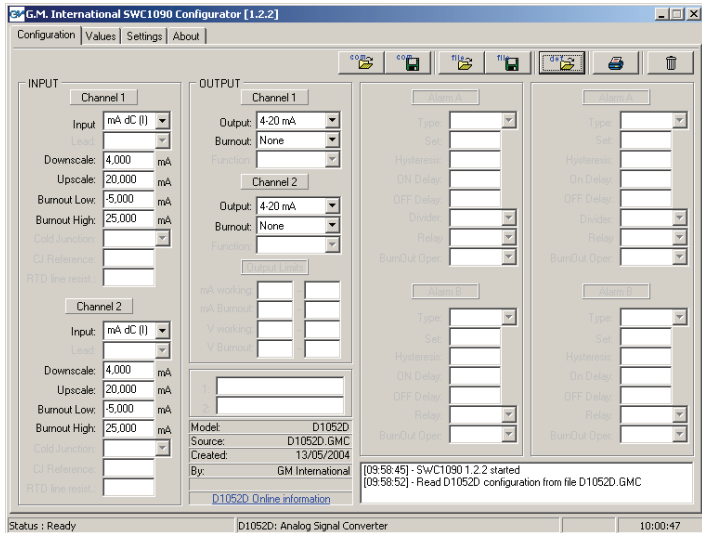 G.M. International SWC1090 Configurator [1.2.2]
Configuration Values Settings About
com com file file def
INPUT
Channel 1
Input mA dC (I)
Lead:
Downscale: 4,000 mA
Upscale: 20,000 mA
Burnout Low: -5,000 mA
Burnout High: 25,000 mA
Cold Junction:
CJ Reference:
RTD line resist.:
Channel 2
Input: mA dC (I)
Lead:
Downscale: 4,000 mA
Upscale: 20,000 mA
Burnout Low: -5,000 mA
Burnout High: 25,000 mA
Cold Junction:
CJ Reference:
RTD line resist.:
OUTPUT
Channel 1
Output: 4-20 mA
Burnout: None
Function:
Channel 2
Output: 4-20 mA
Burnout: None
Function:
Output Limits
mA working: -
mA Burnout: -
V working: -
V Burnout: -
1:
2:
Model: D1052D
Source: D1052D.GMC
Created: 13/05/2004
By: GM International
D1052D Online information
Alarm A
Type:
Set:
Hysteresis:
ON Delay:
OFF Delay:
Divider:
Relay
BurnOut Oper:
Alarm B
Type:
Set:
Hysteresis:
ON Delay:
OFF Delay:
Relay:
BurnOut Oper:
Alarm A
Type:
Set:
Hysteresis:
On Delay:
OFF Delay:
Divider:
Relay
BurnOut Oper:
Alarm B
Type:
Set:
Hysteresis:
On Delay:
OFF Delay:
Relay:
BurnOut Oper:
[09:58:45] - SWC1090 1.2.2 started
[09:58:52] - Read D1052D configuration from file D1052D.GMC
Status : Ready
D1052D: Analog Signal Converter
10:00:47